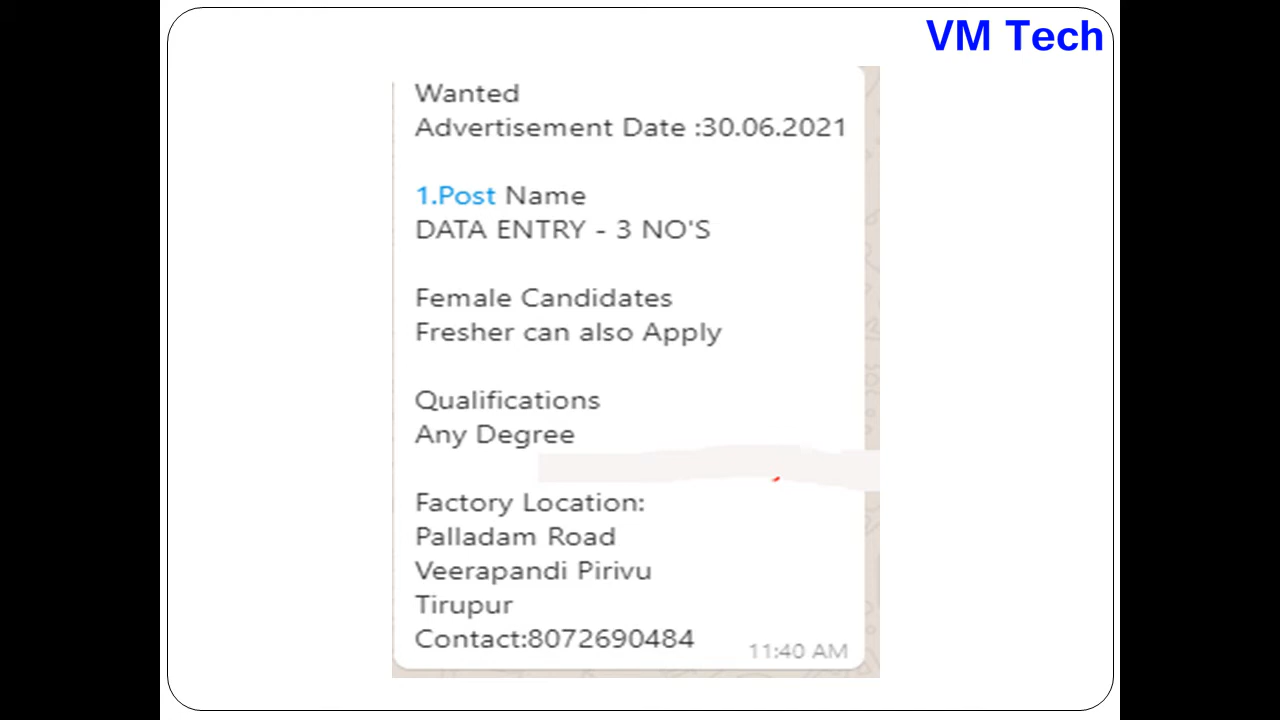 VM Tech
Wanted
Advertisement Date :30.06.2021
1.Post Name
DATA ENTRY - 3 NO'S
Female Candidates
Fresher can also Apply
Qualifications
Any Degree
Factory Location:
Palladam Road
Veerapandi Pirivu
Tirupur
Contact:8072690484
11:40 AM